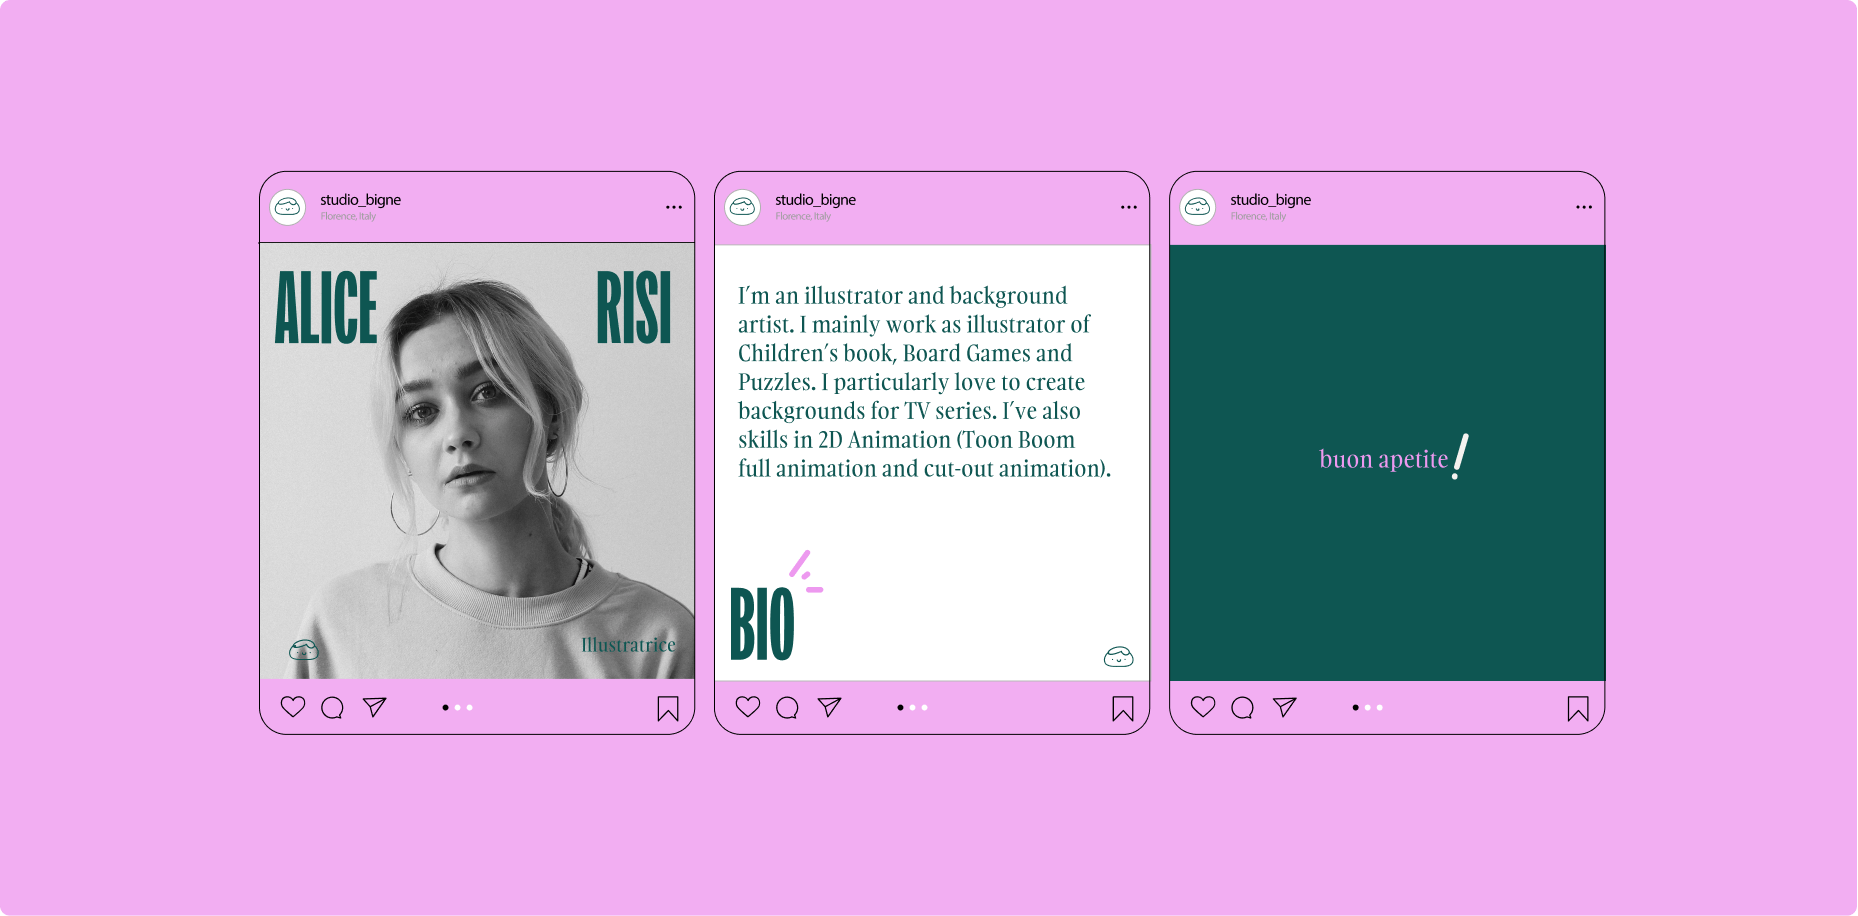 studio_bigne
Florence, Italy
ALICE RISI
Illustratrice
studio_bigne
Florence, Italy
I’m an illustrator and background
artist. I mainly work as illustrator of
Children’s book, Board Games and
Puzzles. I particularly love to create
backgrounds for TV series. I’ve also
skills in 2D Animation (Toon Boom
full animation and cut-out animation).
BIO
studio_bigne
Florence, Italy
buon apetite!